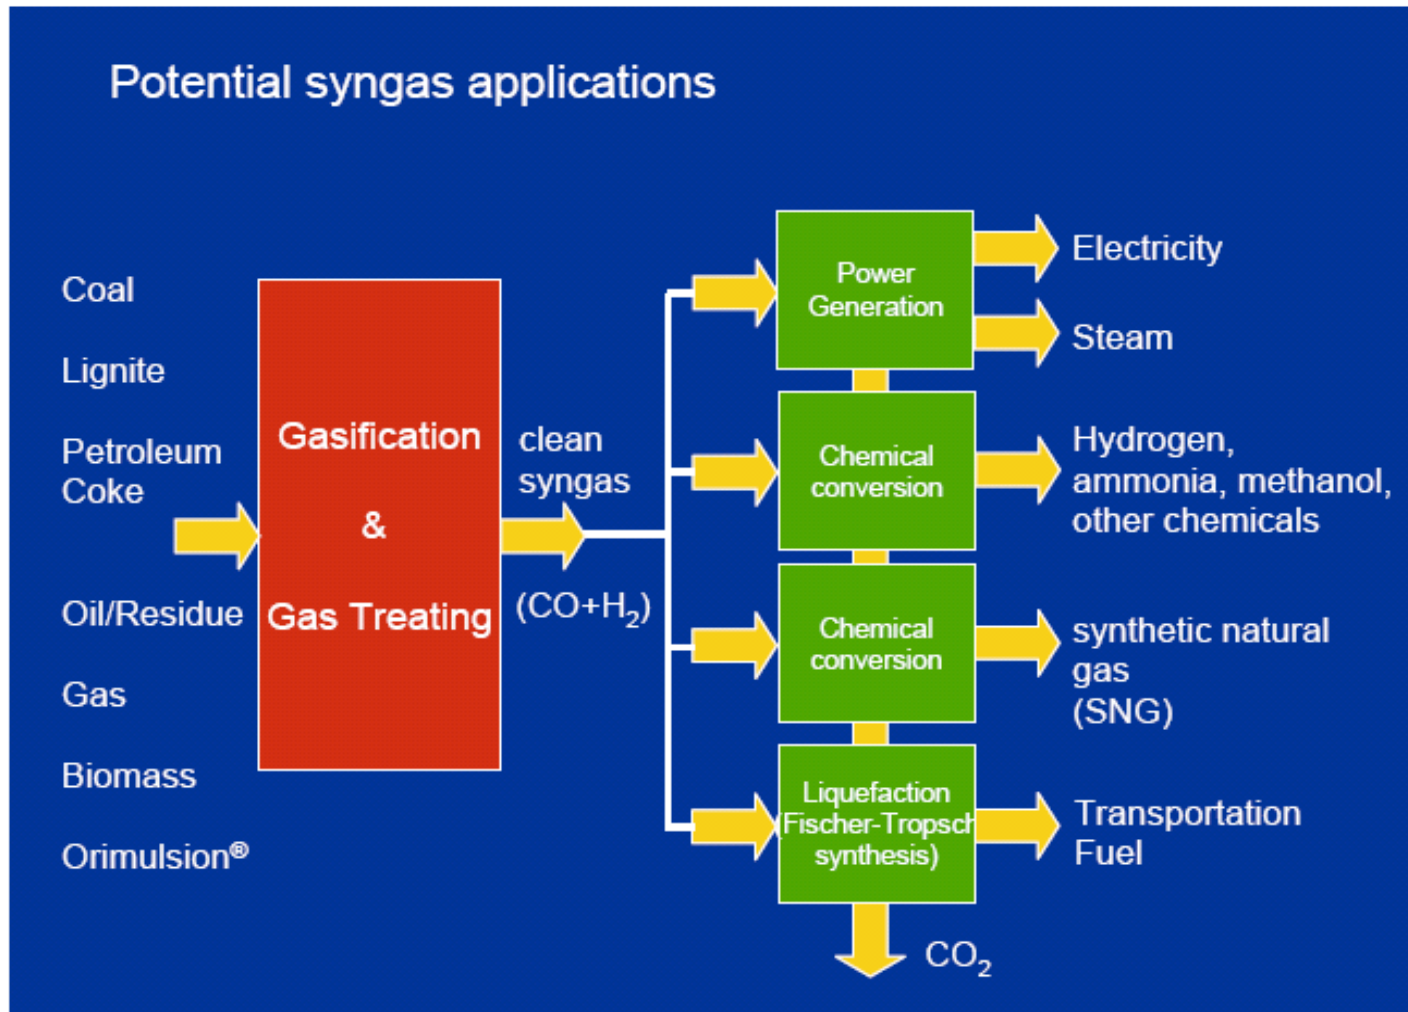 Potential syngas applications
Coal
Lignite
Petroleum
Coke
Oil/Residue
Gas
Biomass
Orimulsion®
Gasification
&
Gas Treating
clean
syngas
(CO+H₂)
Power
Generation
Electricity
Steam
Chemical
conversion
Hydrogen,
ammonia, methanol,
other chemicals
Chemical
conversion
synthetic natural
gas
(SNG)
Liquefaction
(Fischer-Tropsch
synthesis)
Transportation
Fuel
CO₂